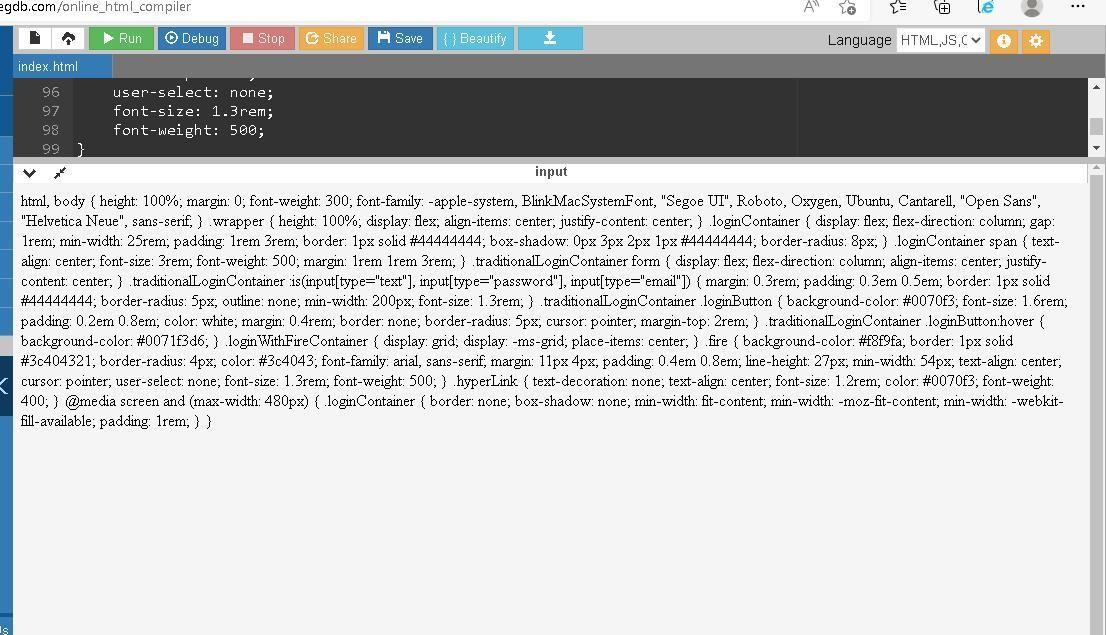 egdb.com/online_html_compiler
Run Debug Stop Share Save { } Beautify Language HTML,JS,C
index.html
96 user-select: none;
97 font-size: 1.3rem;
98 font-weight: 500;
99 }
input
html, body { height: 100%; margin: 0; font-weight: 300; font-family: -apple-system, BlinkMacSystemFont, "Segoe UI", Roboto, Oxygen, Ubuntu, Cantarell, "Open Sans",
"Helvetica Neue", sans-serif; } .wrapper { height: 100%; display: flex; align-items: center; justify-content: center; } .loginContainer { display: flex; flex-direction: column; gap:
1rem; min-width: 25rem; padding: 1rem 3rem; border: 1px solid #44444444; box-shadow: 0px 3px 2px 1px #44444444; border-radius: 8px; } .loginContainer span { text-
align: center; font-size: 3rem; font-weight: 500; margin: 1rem 1rem 3rem; } .traditionalLoginContainer form { display: flex; flex-direction: column; align-items: center; justify-
content: center; } .traditionalLoginContainer :is(input[type="text"], input[type="password"], input[type="email"]) { margin: 0.3rem; padding: 0.3em 0.5em; border: 1px solid
#44444444; border-radius: 5px; outline: none; min-width: 200px; font-size: 1.3rem; } .traditionalLoginContainer .loginButton { background-color: #0070f3; font-size: 1.6rem;
padding: 0.2em 0.8em; color: white; margin: 0.4rem; border: none; border-radius: 5px; cursor: pointer; margin-top: 2rem; } .traditionalLoginContainer .loginButton:hover {
background-color: #0071f3d6; } .loginWithFireContainer { display: grid; display: -ms-grid; place-items: center; } .fire { background-color: #f8f9fa; border: 1px solid
#3c404321; border-radius: 4px; color: #3c4043; font-family: arial, sans-serif; margin: 11px 4px; padding: 0.4em 0.8em; line-height: 27px; min-width: 54px; text-align: center;
cursor: pointer; user-select: none; font-size: 1.3rem; font-weight: 500; } .hyperLink { text-decoration: none; text-align: center; font-size: 1.2rem; color: #0070f3; font-weight:
400; } @media screen and (max-width: 480px) { .loginContainer { border: none; box-shadow: none; min-width: fit-content; min-width: -moz-fit-content; min-width: -webkit-
fill-available; padding: 1rem; } }